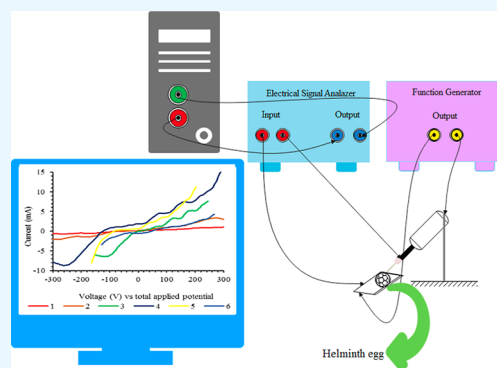 Electrical Signal Analazer
Input
Output
Function Generator
Output
15
10
5
0
-5
-10
Current (mA)
-300
-200
-100
0
100
200
300
Voltage (V) vs total applied potential
1
2
3
4
5
6
Helminth egg